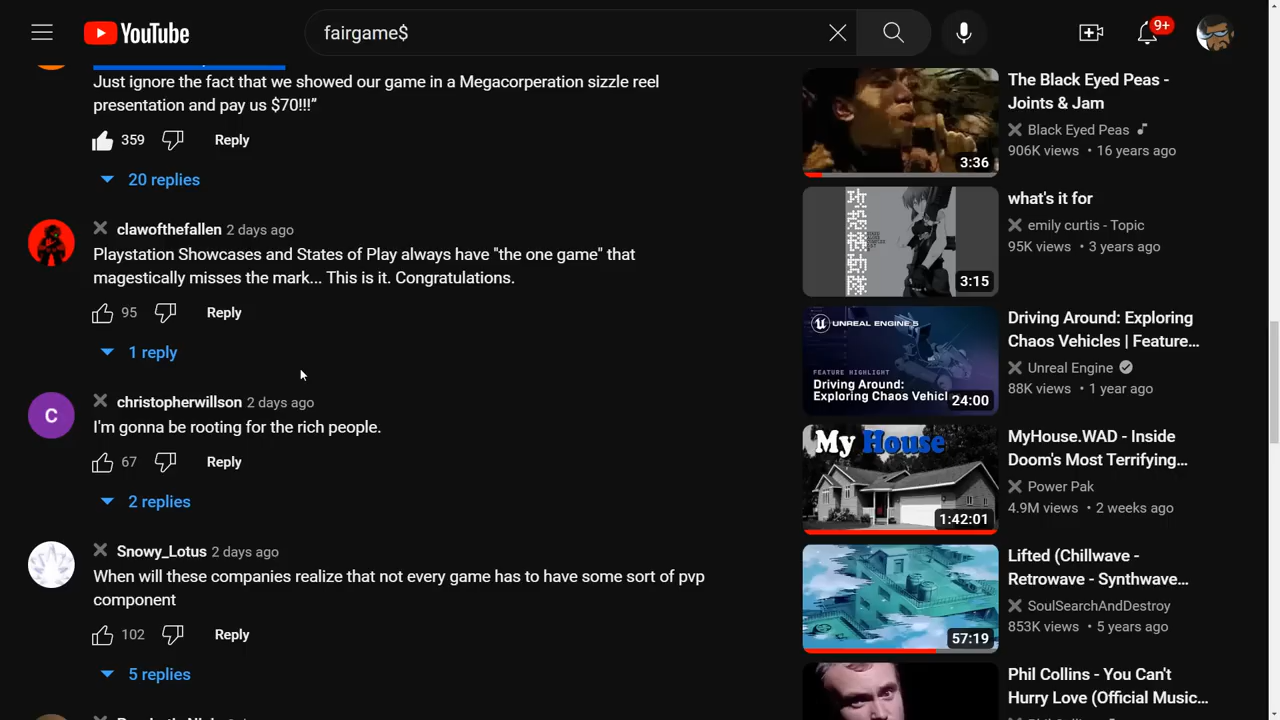 YouTube
fairgame$
9+
Just ignore the fact that we showed our game in a Megacorperation sizzle reel
presentation and pay us $70!!!”
359
Reply
20 replies
clawofthefallen 2 days ago
Playstation Showcases and States of Play always have "the one game" that
magestically misses the mark... This is it. Congratulations.
95
Reply
1 reply
C
christopherwillson 2 days ago
I'm gonna be rooting for the rich people.
67
Reply
2 replies
Snowy_Lotus 2 days ago
When will these companies realize that not every game has to have some sort of pvp
component
102
Reply
5 replies
3:36
The Black Eyed Peas -
Joints & Jam
Black Eyed Peas
906K views • 16 years ago
3:15
what's it for
emily curtis - Topic
95K views • 3 years ago
UNREAL ENGINE 5
FEATURE HIGHLIGHT
Driving Around:
Exploring Chaos Vehicl
24:00
Driving Around: Exploring
Chaos Vehicles | Feature...
Unreal Engine
88K views • 1 year ago
My House
1:42:01
MyHouse.WAD - Inside
Doom's Most Terrifying...
Power Pak
4.9M views • 2 weeks ago
57:19
Lifted (Chillwave -
Retrowave - Synthwave...
SoulSearchAndDestroy
853K views • 5 years ago
Phil Collins - You Can't
Hurry Love (Official Music...